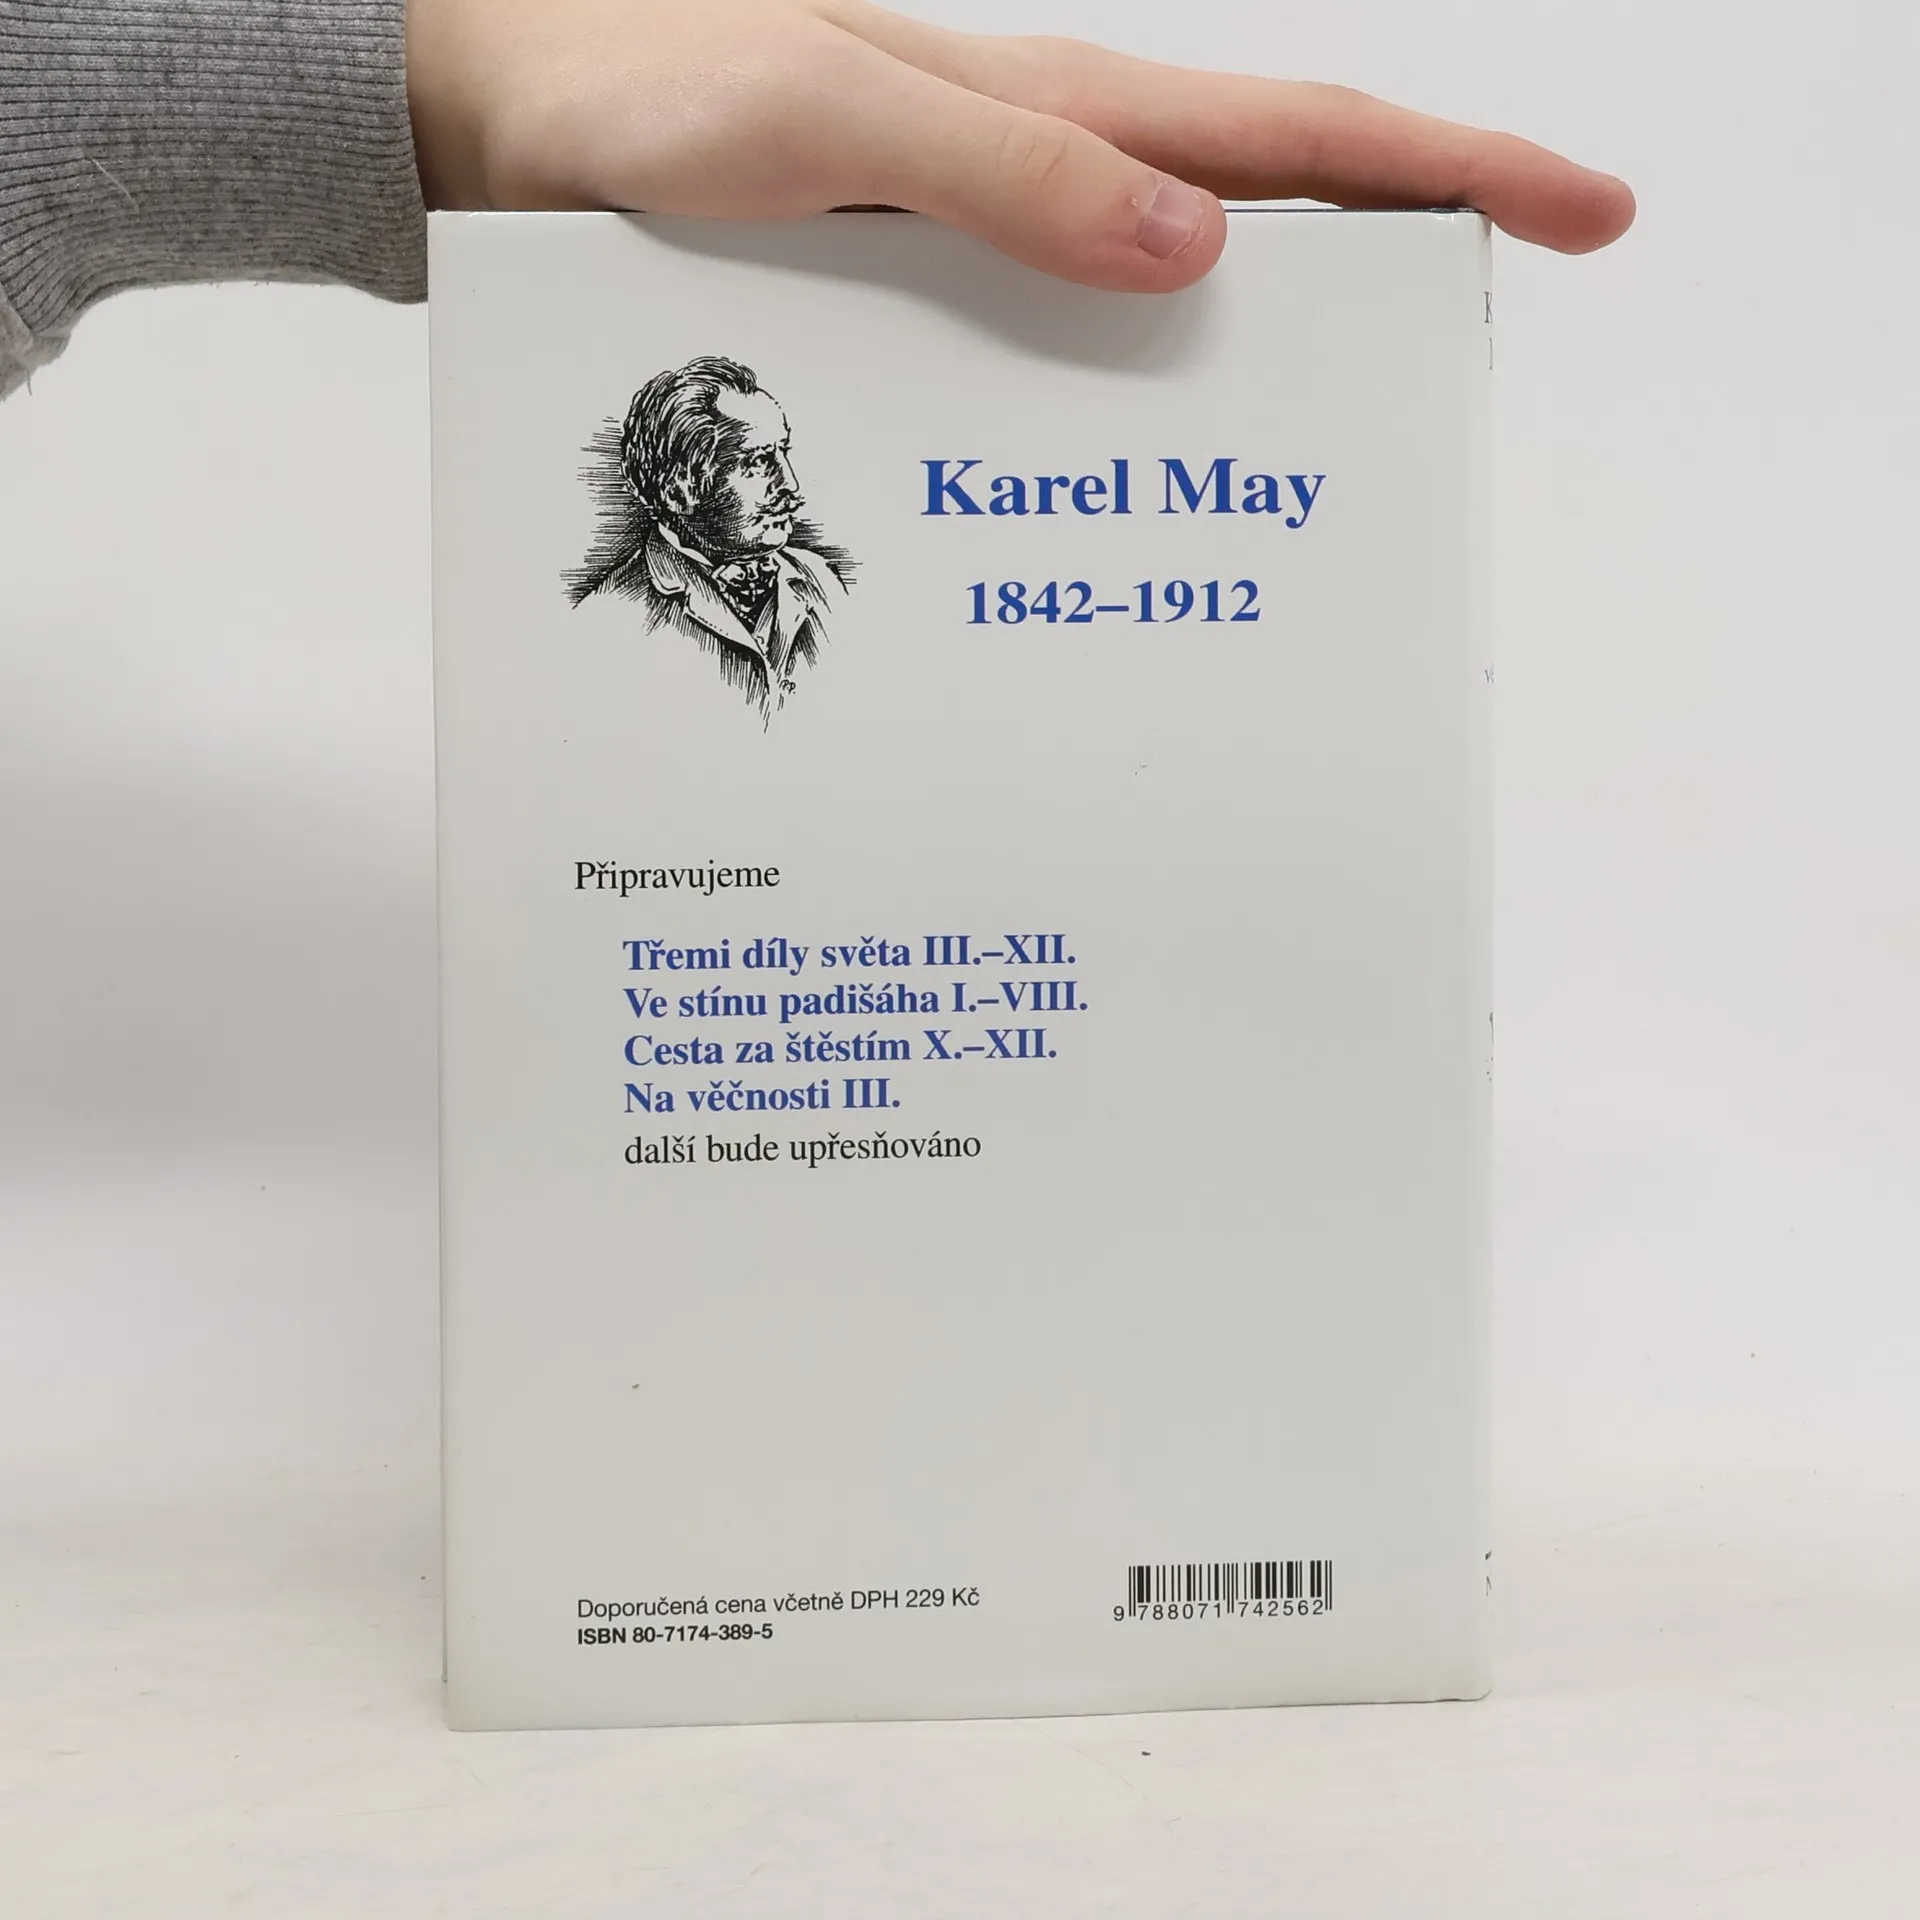 Karel May
1842–1912
Připravujeme
Třemi díly světa III.–XII.
Ve stínu padišáha I.–VIII.
Cesta za štěstím X.–XII.
Na věčnosti III.
další bude upřesňováno
Doporučená cena včetně DPH 229 Kč
ISBN 80-7174-389-5
9 788071 742562